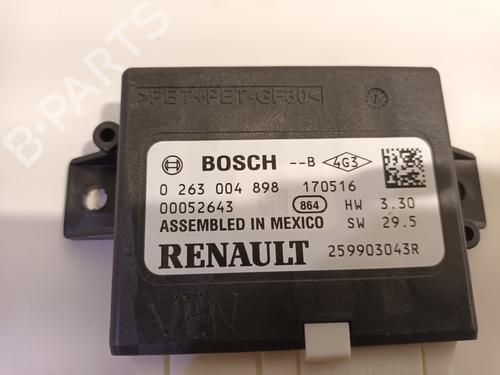 >PET+PET-GF30<
BOSCH --B 4G3
0 263 004 898 170516
00052643 864 HW 3.30
ASSEMBLED IN MEXICO SW 29.5
RENAULT 259903043R
VEN
B-PARTS